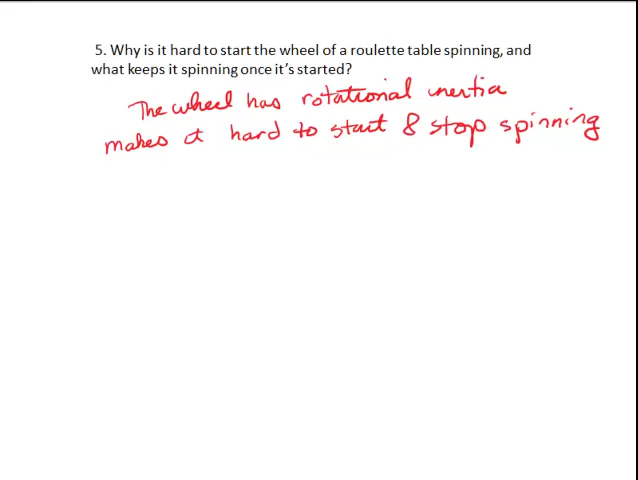 5. Why is it hard to start the wheel of a roulette table spinning, and
what keeps it spinning once it's started?
The wheel has rotational inertia
makes it hard to start & stop spinning